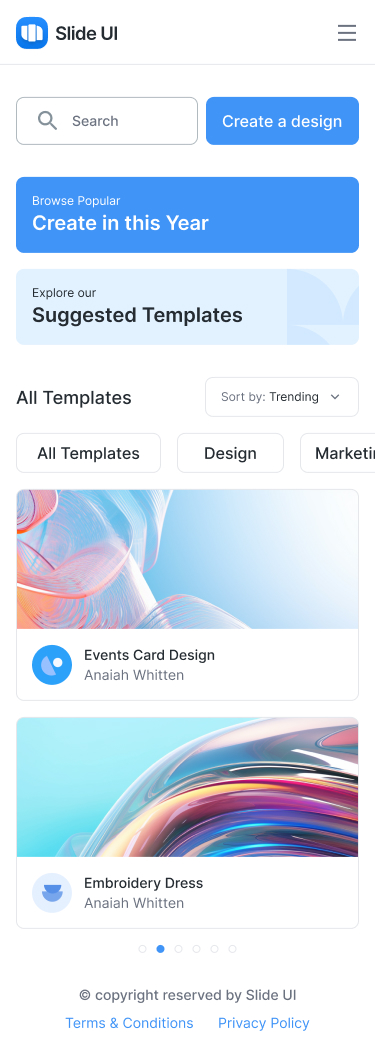 Slide UI
Search
Create a design
Browse Popular
Create in this Year
Explore our
Suggested Templates
All Templates
Sort by: Trending
All Templates
Design
Marketi
Events Card Design
Anaiah Whitten
Embroidery Dress
Anaiah Whitten
© copyright reserved by Slide UI
Terms & Conditions
Privacy Policy